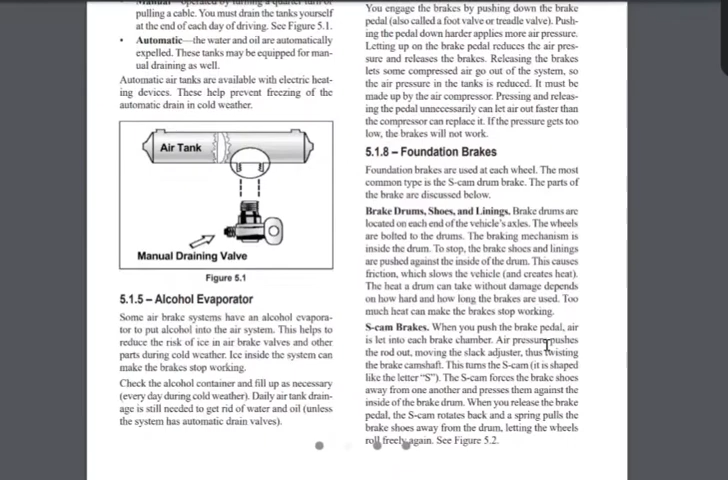 • Manual—operated by turning a quarter turn or
pulling a cable. You must drain the tanks yourself
at the end of each day of driving. See Figure 5.1.
• Automatic—the water and oil are automatically
expelled. These tanks may be equipped for man-
ual draining as well.
Automatic air tanks are available with electric heat-
ing devices. These help prevent freezing of the
automatic drain in cold weather.
Air Tank
Manual Draining Valve
Figure 5.1
5.1.5 – Alcohol Evaporator
Some air brake systems have an alcohol evapora-
tor to put alcohol into the air system. This helps to
reduce the risk of ice in air brake valves and other
parts during cold weather. Ice inside the system can
make the brakes stop working.
Check the alcohol container and fill up as necessary
(every day during cold weather). Daily air tank drain-
age is still needed to get rid of water and oil (unless
the system has automatic drain valves).
You engage the brakes by pushing down the brake
pedal (also called a foot valve or treadle valve). Push-
ing the pedal down harder applies more air pressure.
Letting up on the brake pedal reduces the air pres-
sure and releases the brakes. Releasing the brakes
lets some compressed air go out of the system, so
the air pressure in the tanks is reduced. It must be
made up by the air compressor. Pressing and releas-
ing the pedal unnecessarily can let air out faster than
the compressor can replace it. If the pressure gets too
low, the brakes will not work.
5.1.8 – Foundation Brakes
Foundation brakes are used at each wheel. The most
common type is the S-cam drum brake. The parts of
the brake are discussed below.
Brake Drums, Shoes, and Linings. Brake drums are
located on each end of the vehicle's axles. The wheels
are bolted to the drums. The braking mechanism is
inside the drum. To stop, the brake shoes and linings
are pushed against the inside of the drum. This causes
friction, which slows the vehicle (and creates heat).
The heat a drum can take without damage depends
on how hard and how long the brakes are used. Too
much heat can make the brakes stop working.
S-cam Brakes. When you push the brake pedal, air
is let into each brake chamber. Air pressure pushes
the rod out, moving the slack adjuster, thus twisting
the brake camshaft. This turns the S-cam (it is shaped
like the letter “S”). The S-cam forces the brake shoes
away from one another and presses them against the
inside of the brake drum. When you release the brake
pedal, the S-cam rotates back and a spring pulls the
brake shoes away from the drum, letting the wheels
roll freely again. See Figure 5.2.